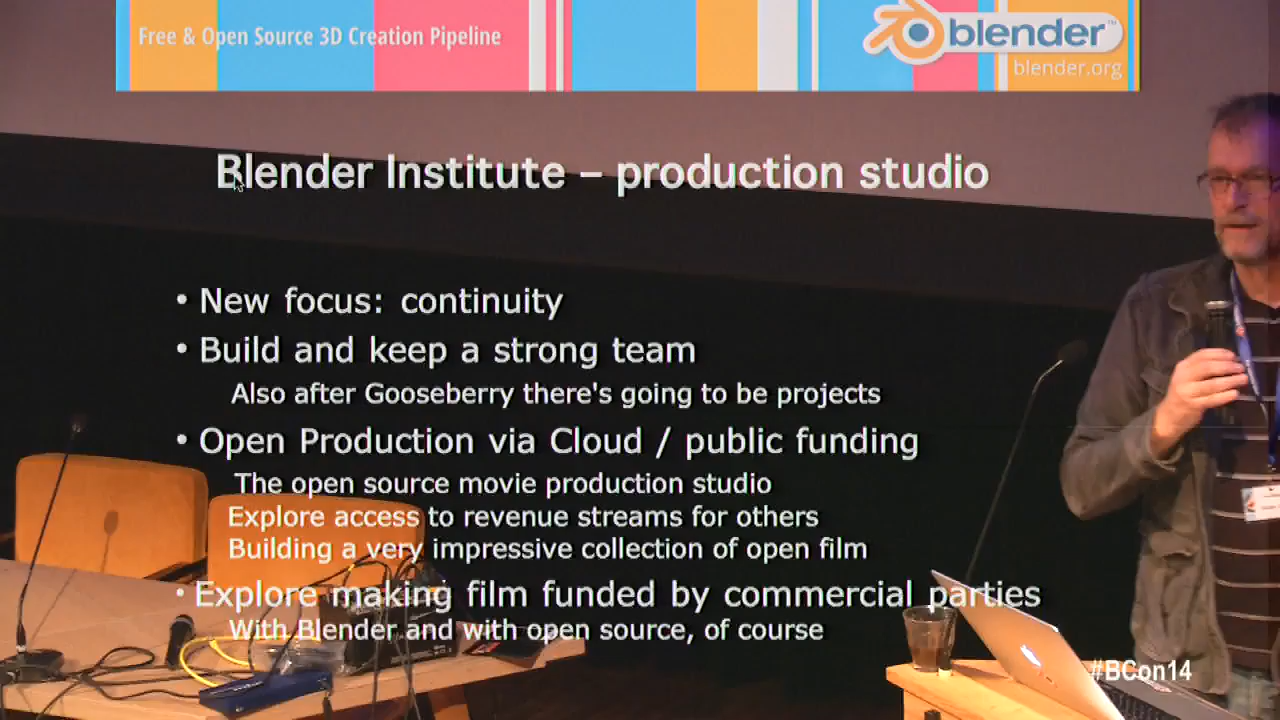 Free & Open Source 3D Creation Pipeline
blender™
blender.org
Blender Institute – production studio
• New focus: continuity
• Build and keep a strong team
Also after Gooseberry there's going to be projects
• Open Production via Cloud / public funding
The open source movie production studio
Explore access to revenue streams for others
Building a very impressive collection of open film
• Explore making film funded by commercial parties
With Blender and with open source, of course
#BCon14